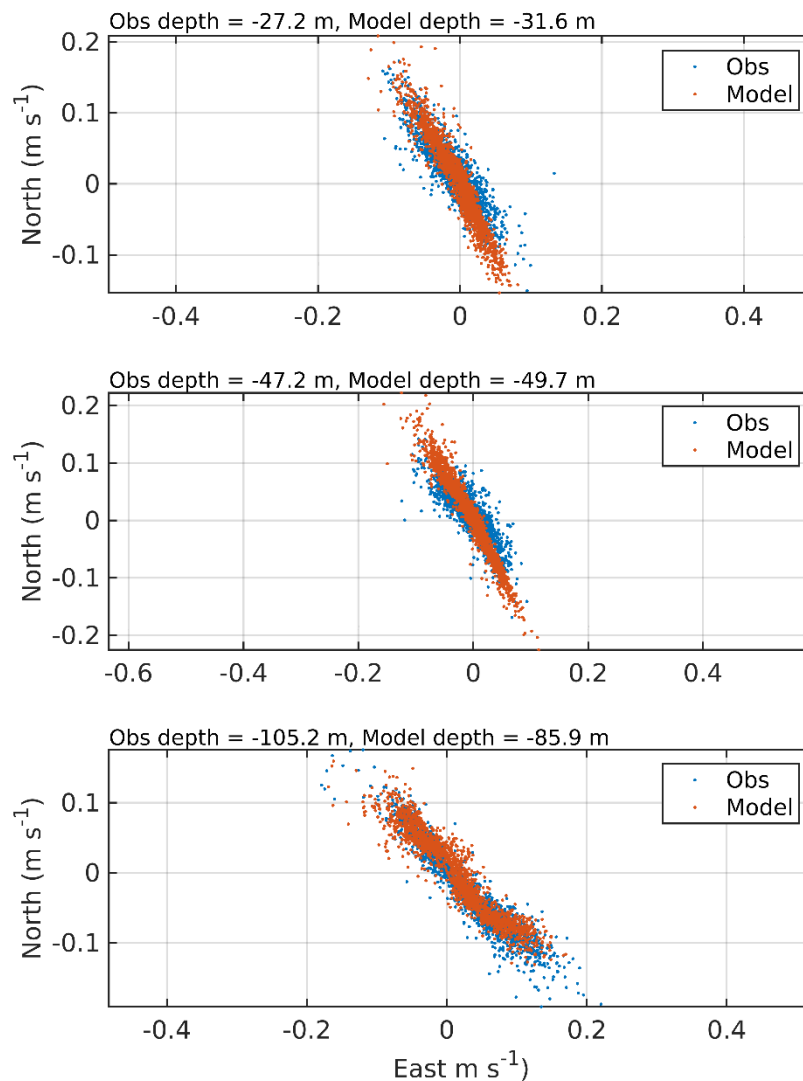 Obs depth = -27.2 m, Model depth = -31.6 m
0.2
0.1
0
-0.1
North (m s-1)
Obs
Model
-0.4
-0.2
0
0.2
0.4
Obs depth = -47.2 m, Model depth = -49.7 m
0.2
0.1
0
-0.1
-0.2
North (m s-1)
Obs
Model
-0.6
-0.4
-0.2
0
0.2
0.4
Obs depth = -105.2 m, Model depth = -85.9 m
0.1
0
-0.1
North (m s-1)
Obs
Model
-0.4
-0.2
0
0.2
0.4
East m s-1)